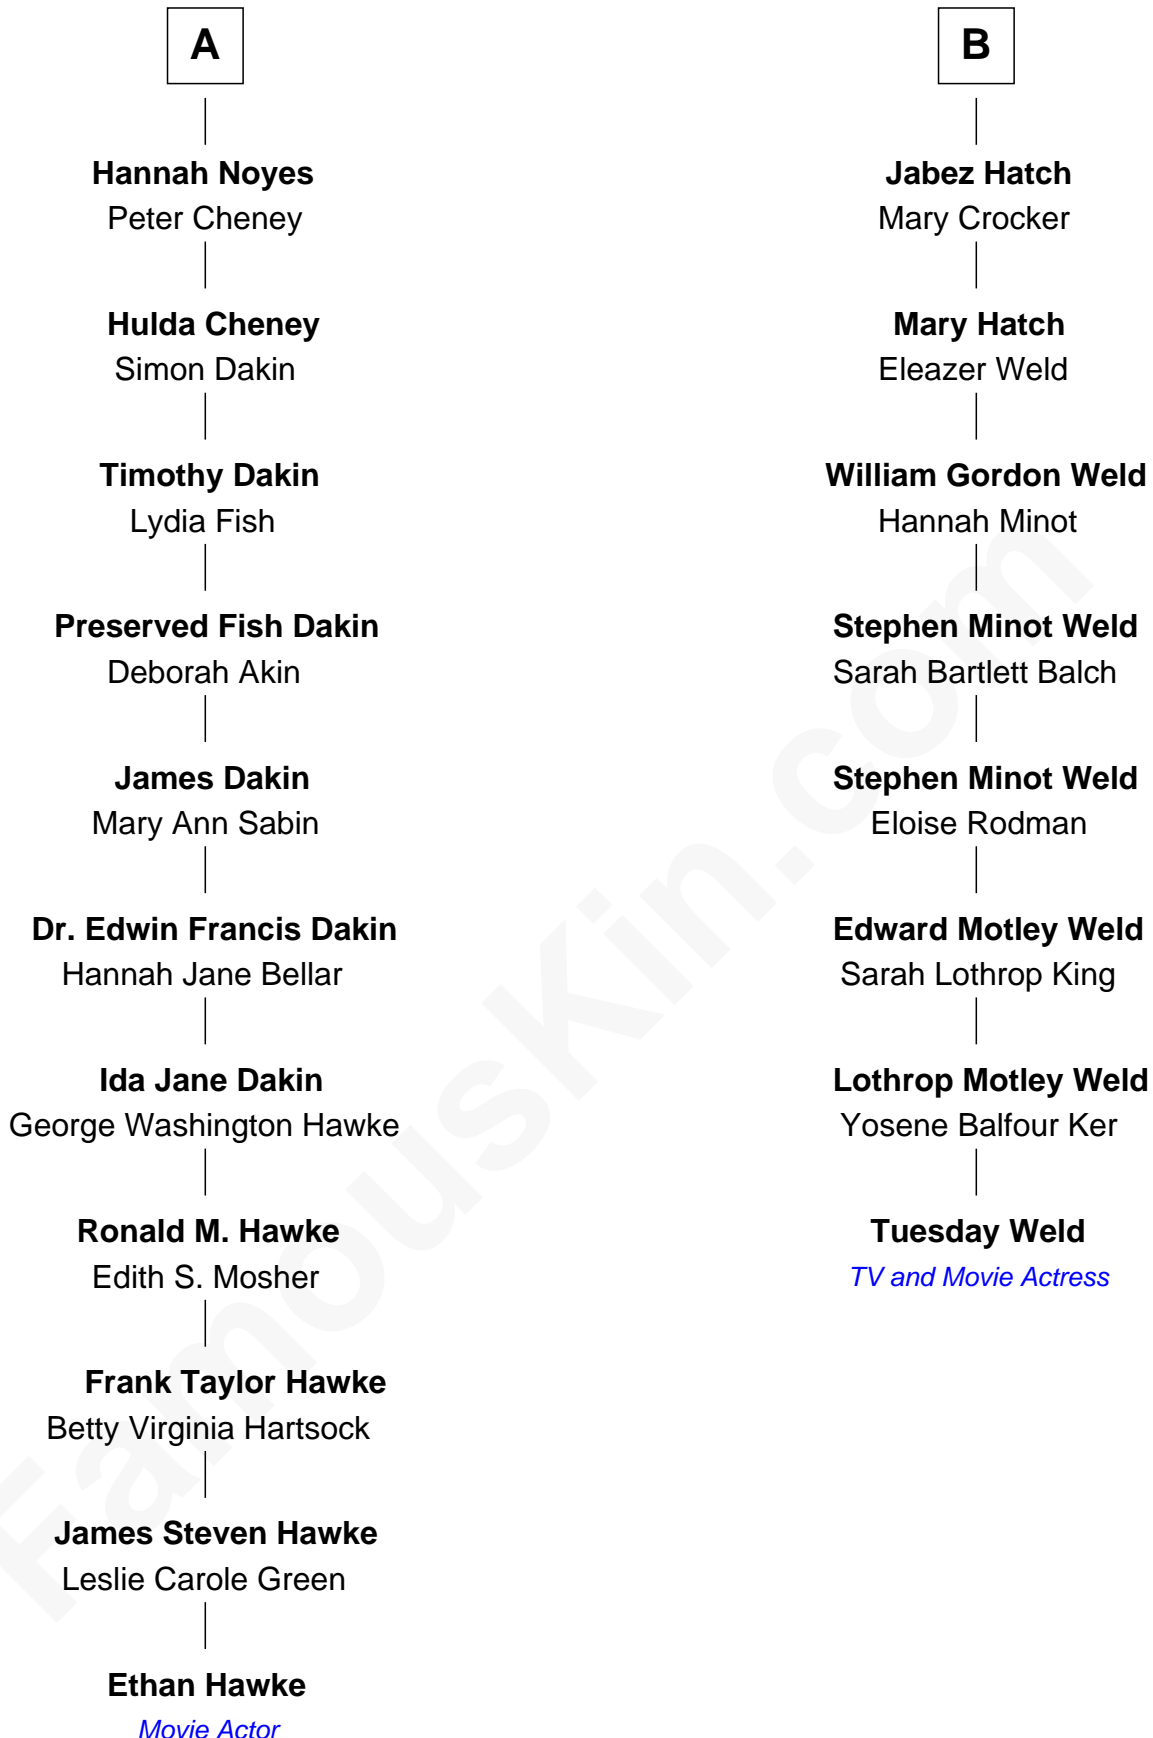 A
Hannah Noyes
Peter Cheney
Hulda Cheney
Simon Dakin
Timothy Dakin
Lydia Fish
Preserved Fish Dakin
Deborah Akin
James Dakin
Mary Ann Sabin
Dr. Edwin Francis Dakin
Hannah Jane Bellar
Ida Jane Dakin
George Washington Hawke
Ronald M. Hawke
Edith S. Mosher
Frank Taylor Hawke
Betty Virginia Hartsock
James Steven Hawke
Leslie Carole Green
Ethan Hawke
Movie Actor
B
Jabez Hatch
Mary Crocker
Mary Hatch
Eleazer Weld
William Gordon Weld
Hannah Minot
Stephen Minot Weld
Sarah Bartlett Balch
Stephen Minot Weld
Eloise Rodman
Edward Motley Weld
Sarah Lothrop King
Lothrop Motley Weld
Yosene Balfour Ker
Tuesday Weld
TV and Movie Actress
FamousKin.com